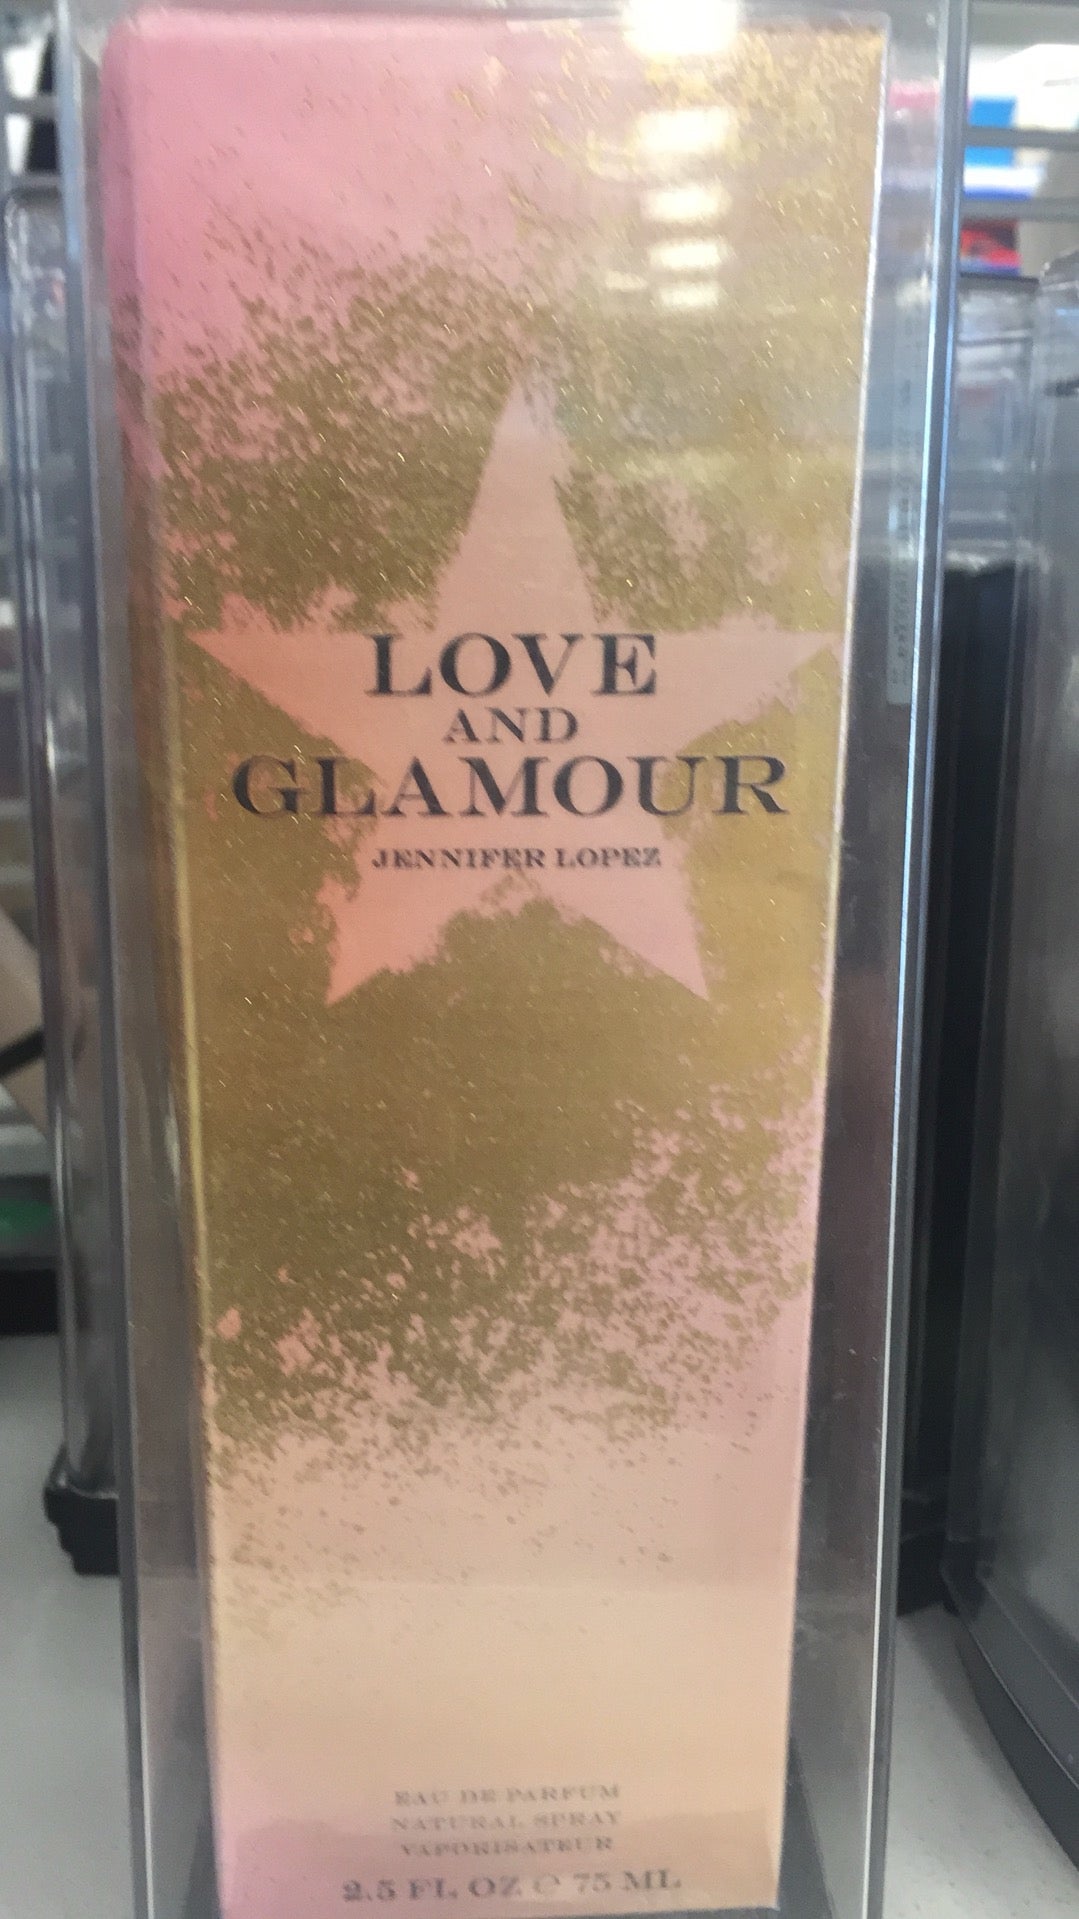 LOVE
AND
GLAMOUR
JENNIFER LOPEZ
EAU DE PARFUM
NATURAL SPRAY
VAPORISATEUR
2.5 FL OZ ℮ 75 ML